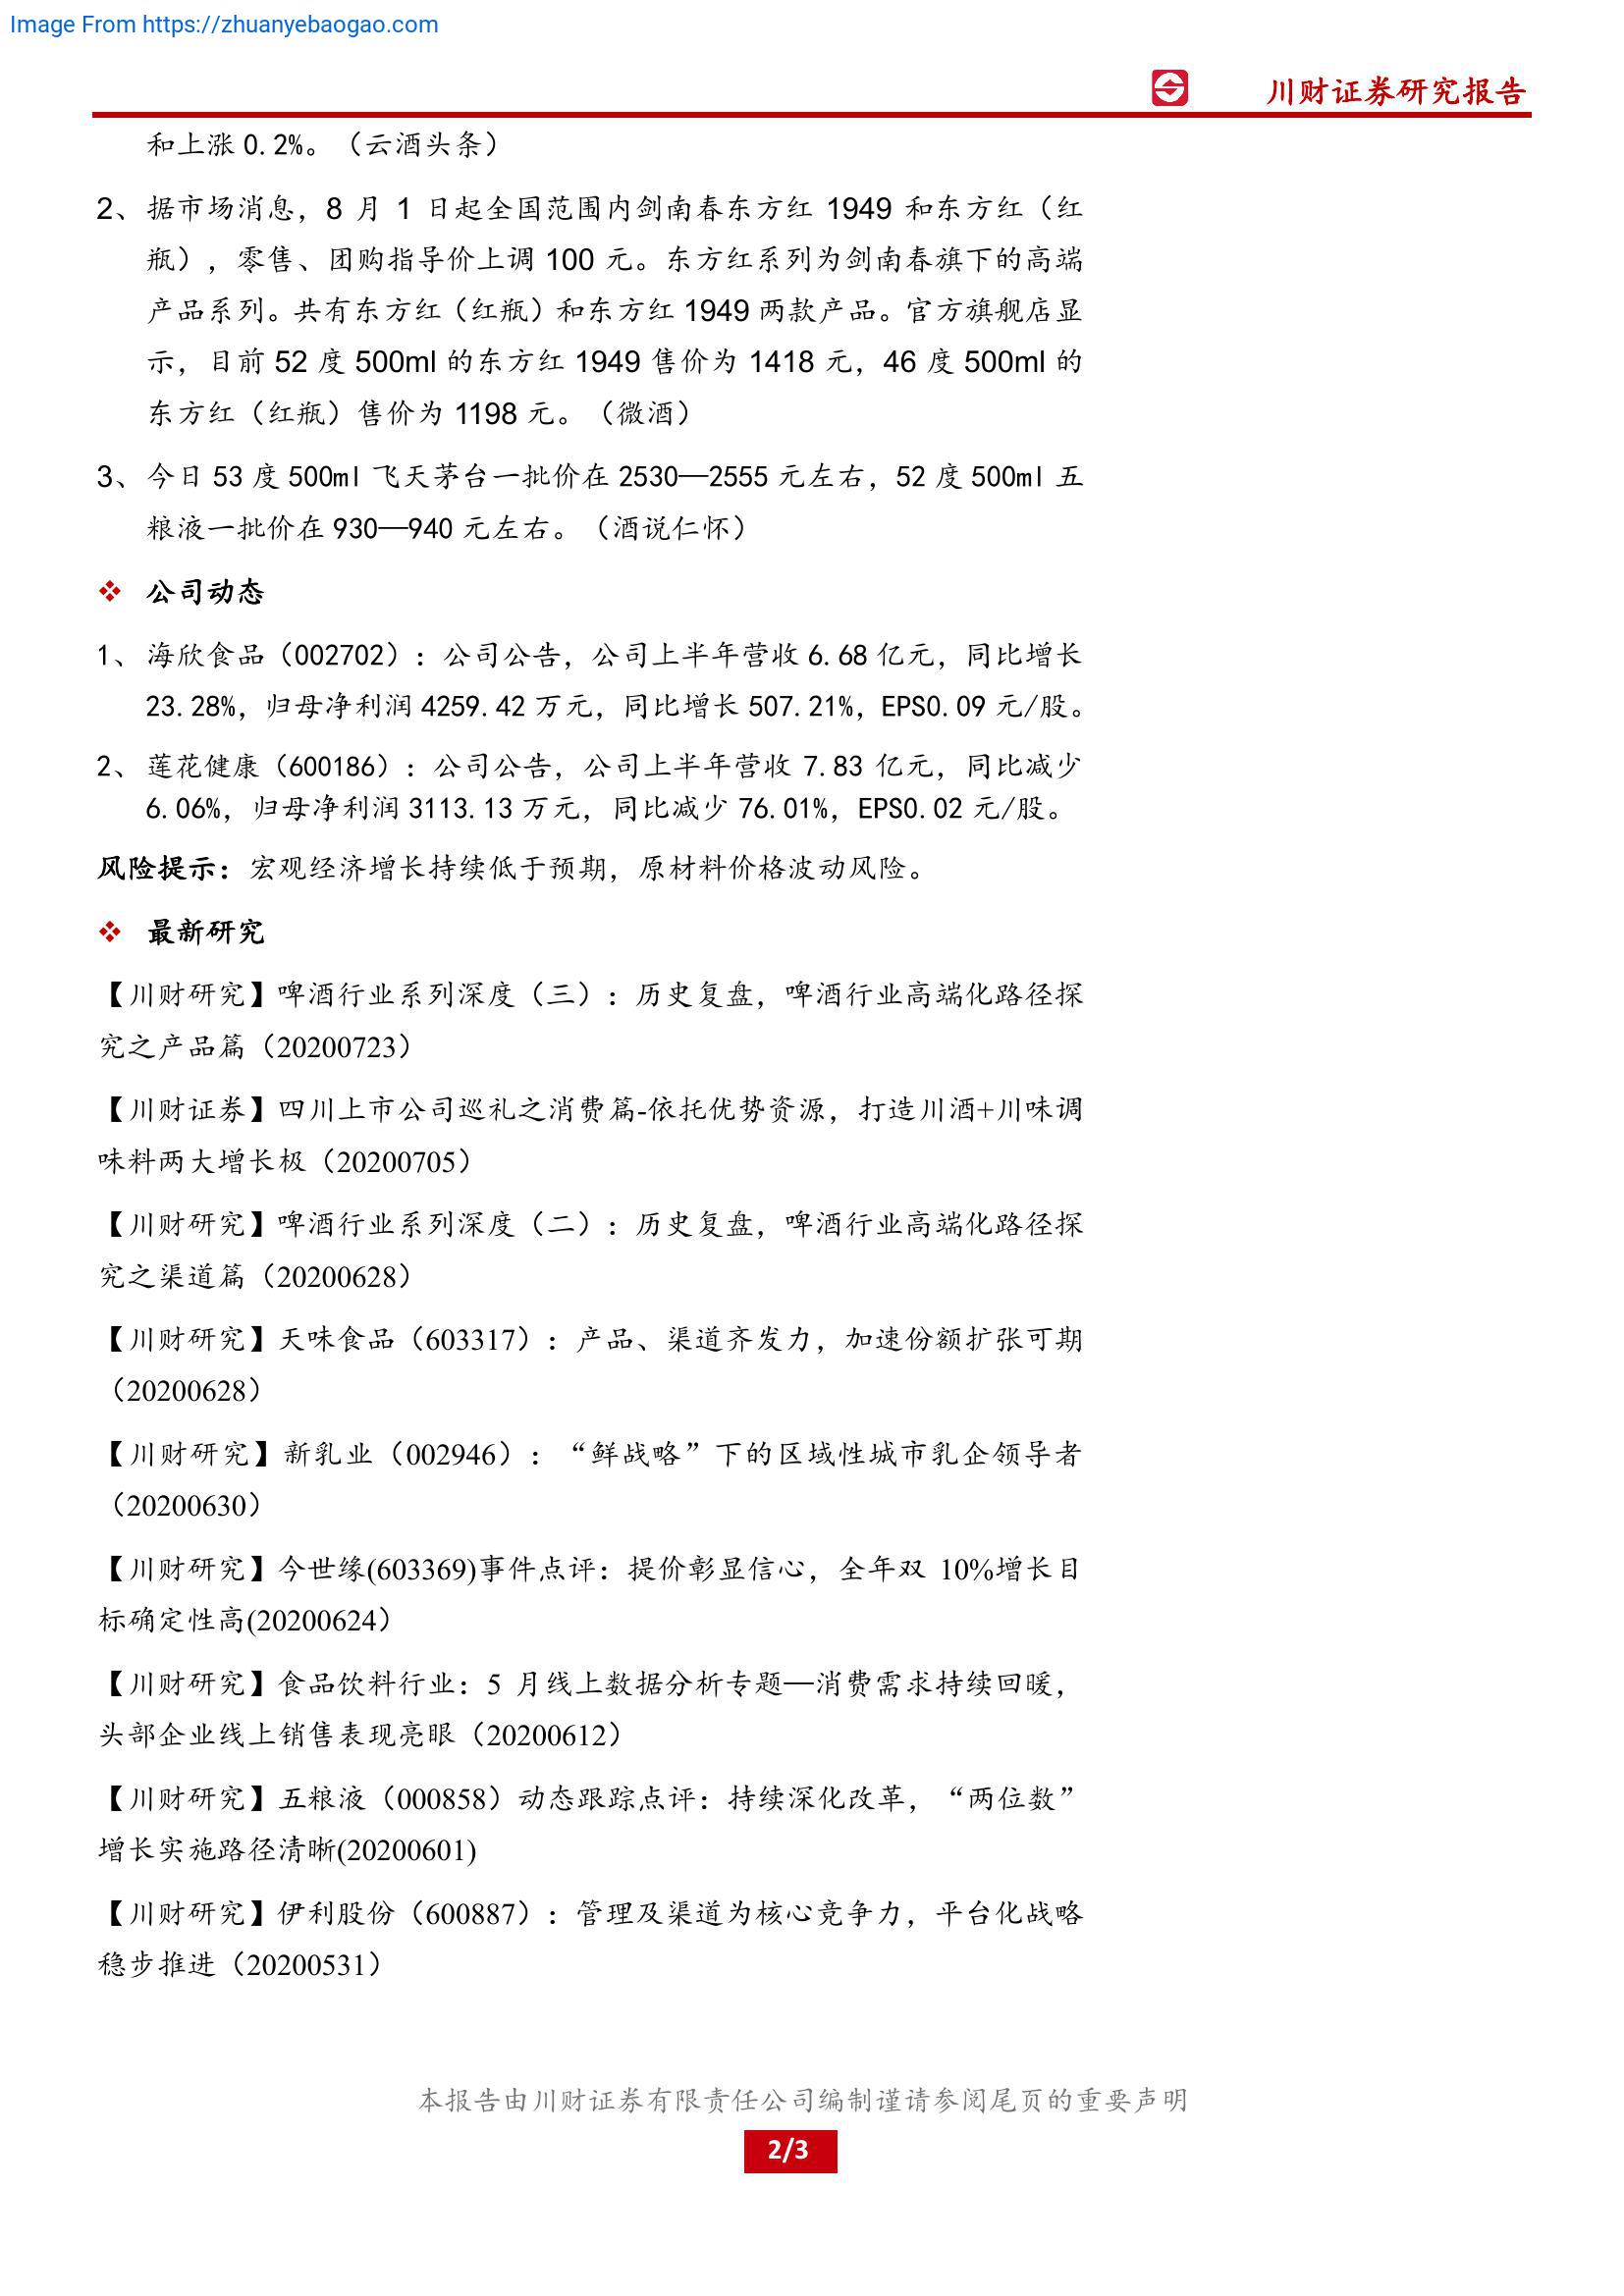 Image From https://zhuanyebaogao.com
川财证券研究报告
和上涨 0.2%。（云酒头条）
2、据市场消息，8 月 1 日起全国范围内剑南春东方红 1949 和东方红（红
瓶），零售、团购指导价上调 100 元。东方红系列为剑南春旗下的高端
产品系列。共有东方红（红瓶）和东方红 1949 两款产品。官方旗舰店显
示，目前 52 度 500ml 的东方红 1949 售价为 1418 元，46 度 500ml 的
东方红（红瓶）售价为 1198 元。（微酒）
3、今日 53 度 500ml 飞天茅台一批价在 2530—2555 元左右，52 度 500ml 五
粮液一批价在 930—940 元左右。（酒说仁怀）
❖ 公司动态
1、海欣食品（002702）：公司公告，公司上半年营收 6.68 亿元，同比增长
23.28%，归母净利润 4259.42 万元，同比增长 507.21%，EPS0.09 元/股。
2、莲花健康（600186）：公司公告，公司上半年营收 7.83 亿元，同比减少
6.06%，归母净利润 3113.13 万元，同比减少 76.01%，EPS0.02 元/股。
风险提示：宏观经济增长持续低于预期，原材料价格波动风险。
❖ 最新研究
【川财研究】啤酒行业系列深度（三）：历史复盘，啤酒行业高端化路径探
究之产品篇（20200723）
【川财证券】四川上市公司巡礼之消费篇-依托优势资源，打造川酒+川味调
味料两大增长极（20200705）
【川财研究】啤酒行业系列深度（二）：历史复盘，啤酒行业高端化路径探
究之渠道篇（20200628）
【川财研究】天味食品（603317）：产品、渠道齐发力，加速份额扩张可期
（20200628）
【川财研究】新乳业（002946）：“鲜战略”下的区域性城市乳企领导者
（20200630）
【川财研究】今世缘(603369)事件点评：提价彰显信心，全年双 10%增长目
标确定性高(20200624）
【川财研究】食品饮料行业：5 月线上数据分析专题—消费需求持续回暖，
头部企业线上销售表现亮眼（20200612）
【川财研究】五粮液（000858）动态跟踪点评：持续深化改革，“两位数”
增长实施路径清晰(20200601)
【川财研究】伊利股份（600887）：管理及渠道为核心竞争力，平台化战略
稳步推进（20200531）
本报告由川财证券有限责任公司编制谨请参阅尾页的重要声明
2/3